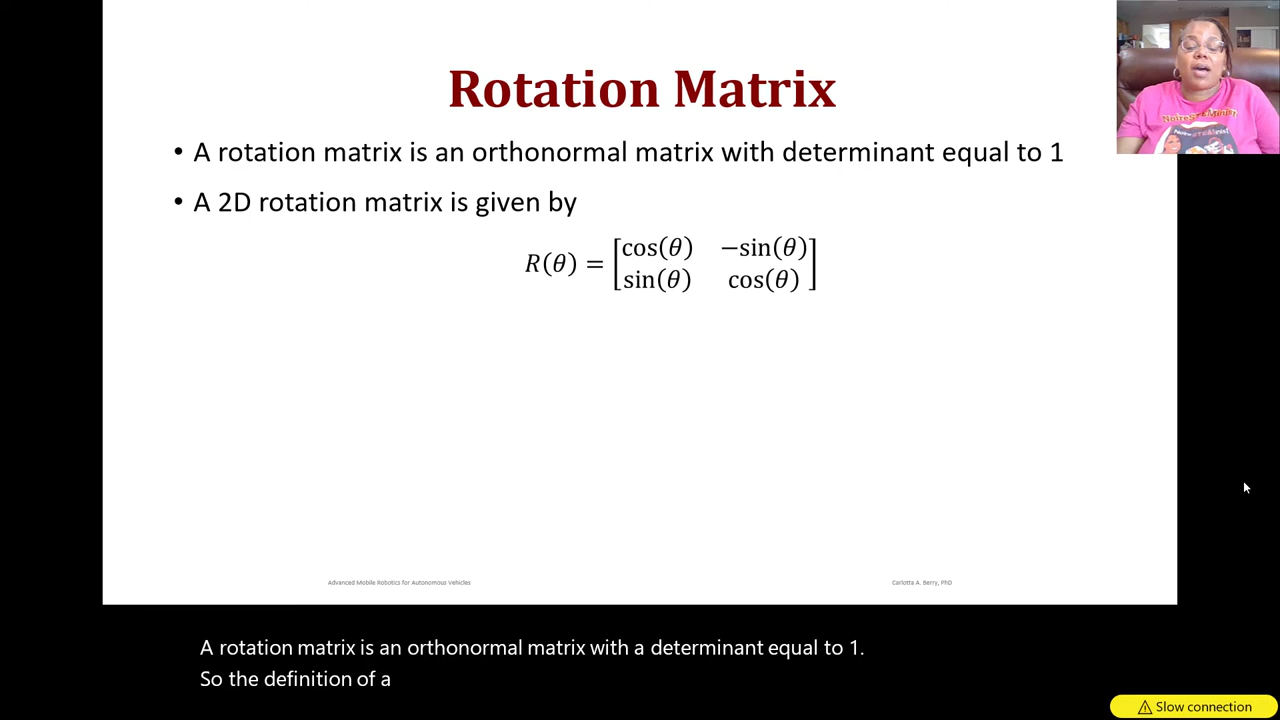 Rotation Matrix
• A rotation matrix is an orthonormal matrix with determinant equal to 1
• A 2D rotation matrix is given by
R(θ) = [cos(θ) −sin(θ)
sin(θ) cos(θ)]
Advanced Mobile Robotics for Autonomous Vehicles
Carlotta A. Berry, PhD
A rotation matrix is an orthonormal matrix with a determinant equal to 1.
So the definition of a
Slow connection